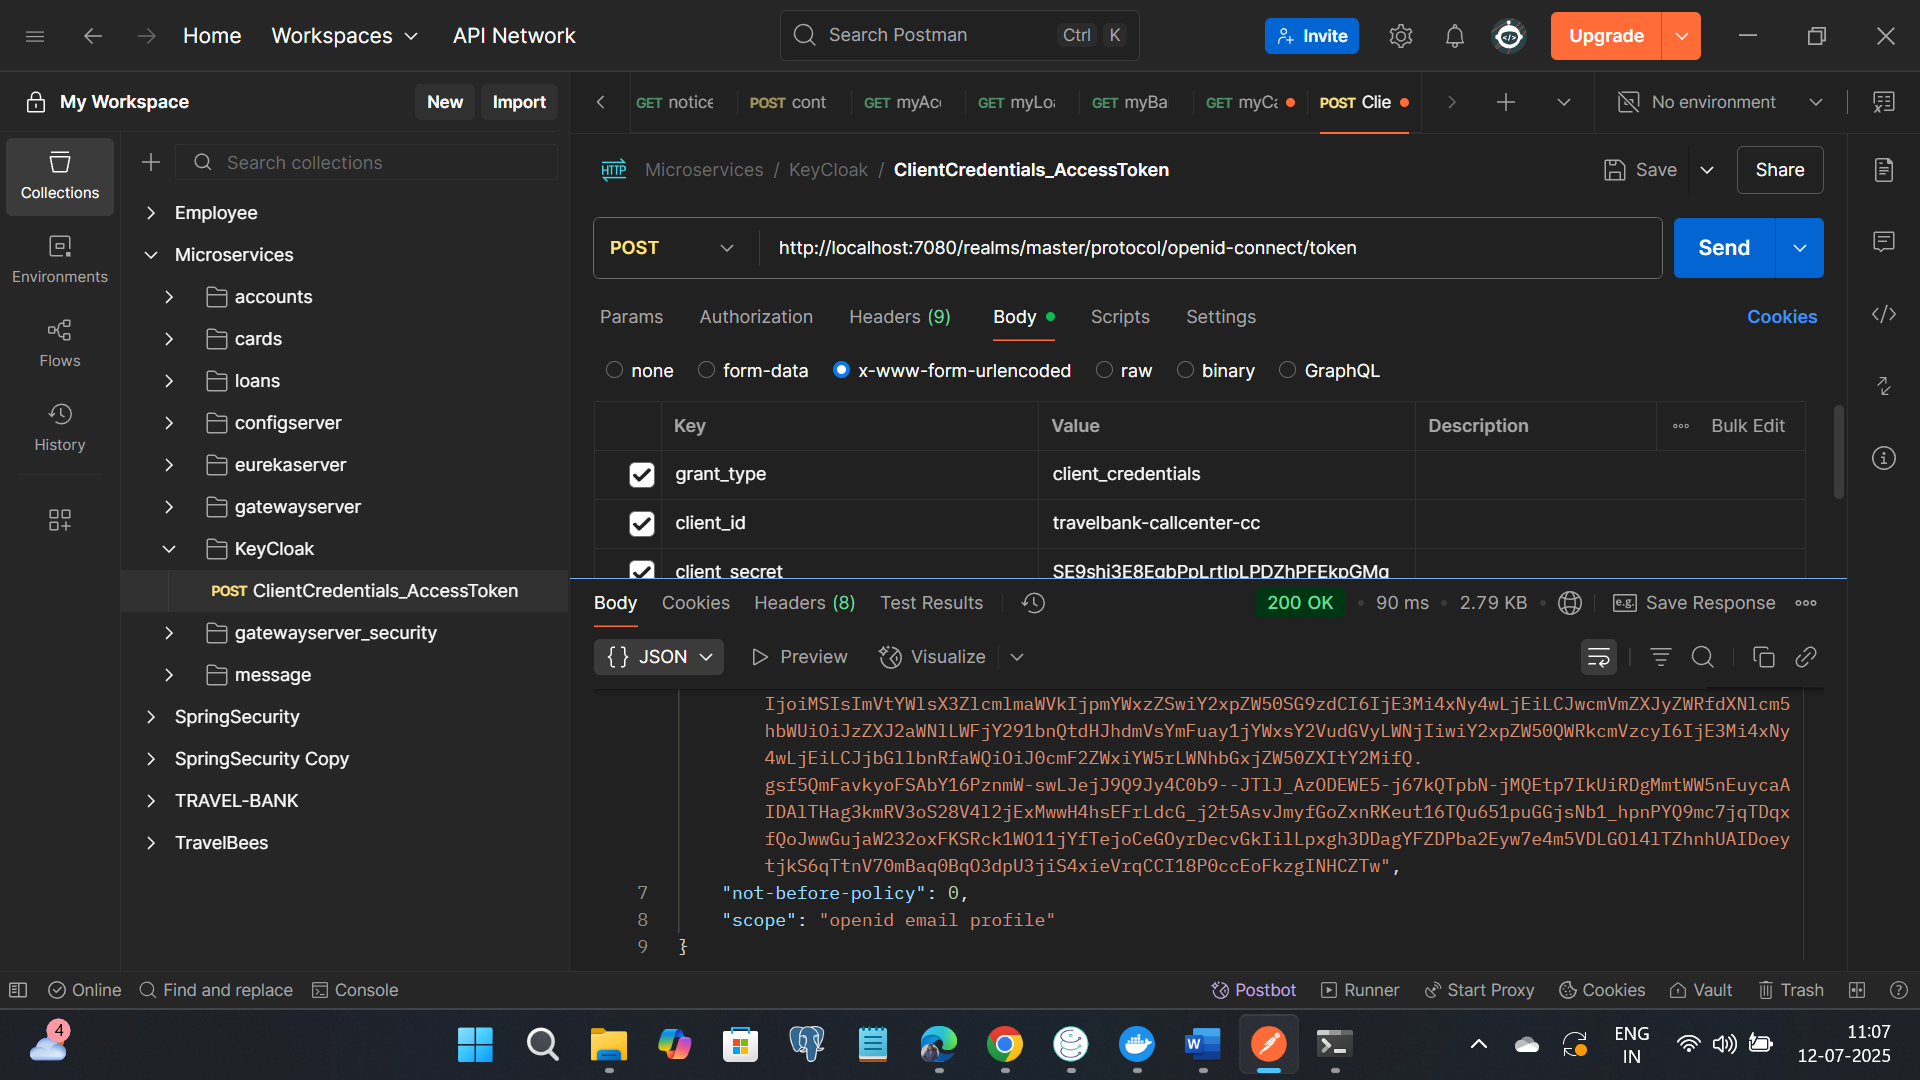 Home
Workspaces
API Network
Search Postman
Ctrl K
Invite
Upgrade
My Workspace
New
Import
GET notice
POST cont
GET myAc
GET myLo
GET myBa
GET myC
POST Clie
No environment
Collections
Environments
Flows
History
Search collections
Employee
Microservices
accounts
cards
loans
configserver
eurekaserver
gatewayserver
KeyCloak
POST ClientCredentials_AccessToken
gatewayserver_security
message
SpringSecurity
SpringSecurity Copy
TRAVEL-BANK
TravelBees
HTTP Microservices / KeyCloak / ClientCredentials_AccessToken
Save
Share
POST
http://localhost:7080/realms/master/protocol/openid-connect/token
Send
Params
Authorization
Headers (9)
Body
Scripts
Settings
Cookies
none
form-data
x-www-form-urlencoded
raw
binary
GraphQL
Key Value Description Bulk Edit
grant_type client_credentials
client_id travelbank-callcenter-cc
client_secret SE9shi3E8EqbPpLrtIpLPDZhPFEkpGMq
Body Cookies Headers (8) Test Results
200 OK • 90 ms • 2.79 KB
e.g. Save Response
{} JSON
Preview
Visualize
IjoiMSIsImVtYWlsX3ZlcmlmaWVkIjpmYWxzZSwiY2xpZW50SG9zdCI6IjE3Mi4xNy4wLjEiLCJwcmVmZXJyZWRfdXNlcm5
hbWUiOiJzZXJ2aWNlLWFjY291bnQtdHJhdmVsYmFuay1jYWxsY2VudGVyLWNjIiwiY2xpZW50QWRkcmVzcyI6IjE3Mi4xNy
4wLjEiLCJjbGllbnRfaWQiOiJ0cmF2ZWxiYW5rLWNhbGxjZW50ZXItY2MifQ.
gsf5QmFavkyoFSAbY16PznmW-swLJejJ9Q9Jy4C0b9--JTlJ_AzODEWE5-j67kQTpbN-jMQEtp7IkUiRDgMmtWW5nEuycaA
IDAlTHag3kmRV3oS28V4l2jExMwwH4hsEFrLdcG_j2t5AsvJmyfGoZxnRKeut16TQu651puGGjsNb1_hpnPYQ9mc7jqTDqx
fQoJwwGujaW232oxFKSRck1WO11jYfTejoCeGOyrDecvGkIilLpxgh3DDagYFZDPba2Eyw7e4m5VDLGOl4lTZhnhUAIDoey
tjkS6qTtnV70mBaq0BqO3dpU3jiS4xieVrqCCI18P0ccEoFkzgINHCZTw",
7 "not-before-policy": 0,
8 "scope": "openid email profile"
9 }
Online
Find and replace
Console
Postbot
Runner
Start Proxy
Cookies
Vault
Trash
4
ENG
IN
11:07
12-07-2025